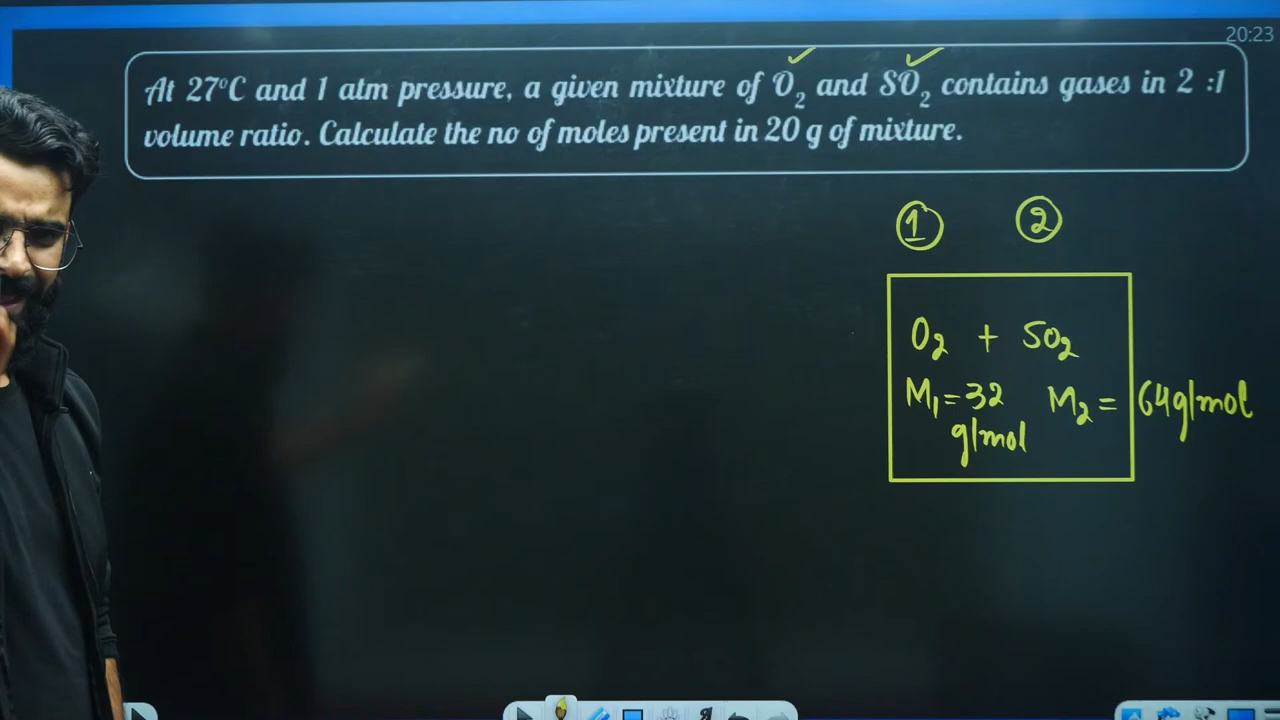 20:23
At 27°C and 1 atm pressure, a given mixture of O₂ and SO₂ contains gases in 2 :1
volume ratio. Calculate the no of moles present in 20 g of mixture.
① ②
O₂ + SO₂
M₁ = 32 M₂ = 64g/mol
g/mol